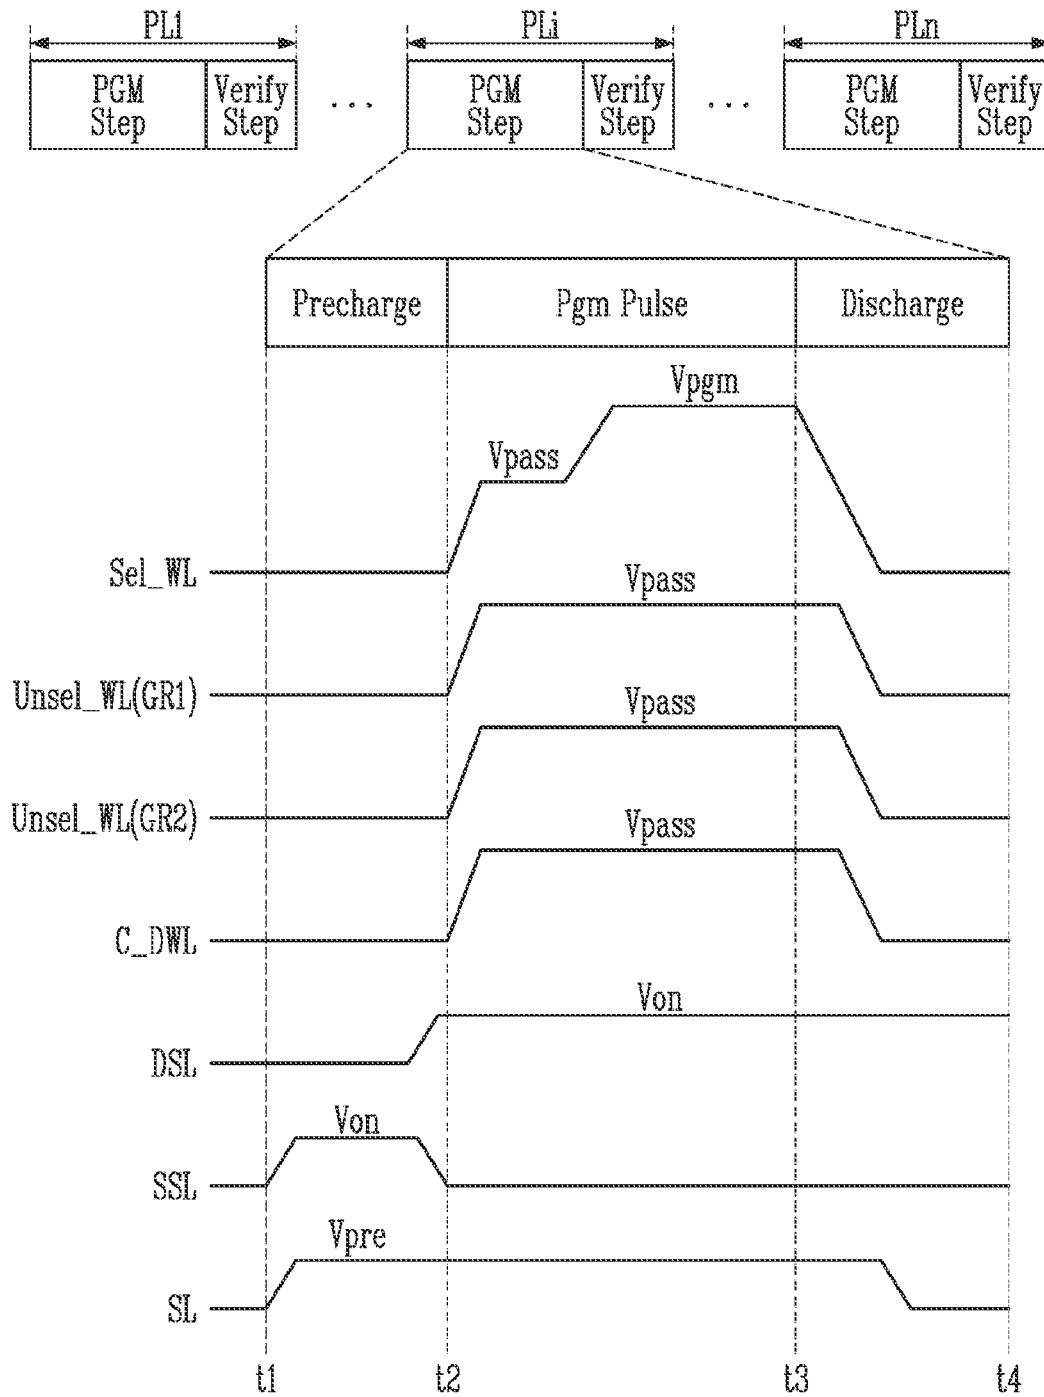 PL1 PLi PLn
PGM Step Verify Step ... PGM Step Verify Step ... PGM Step Verify Step
Precharge Pgm Pulse Discharge
Vpgm
Vpass
Sel_WL
Vpass
Unsel_WL(GR1)
Vpass
Unsel_WL(GR2)
Vpass
C_DWL
Von
DSL
Von
SSL
Vpre
SL
t1 t2 t3 t4